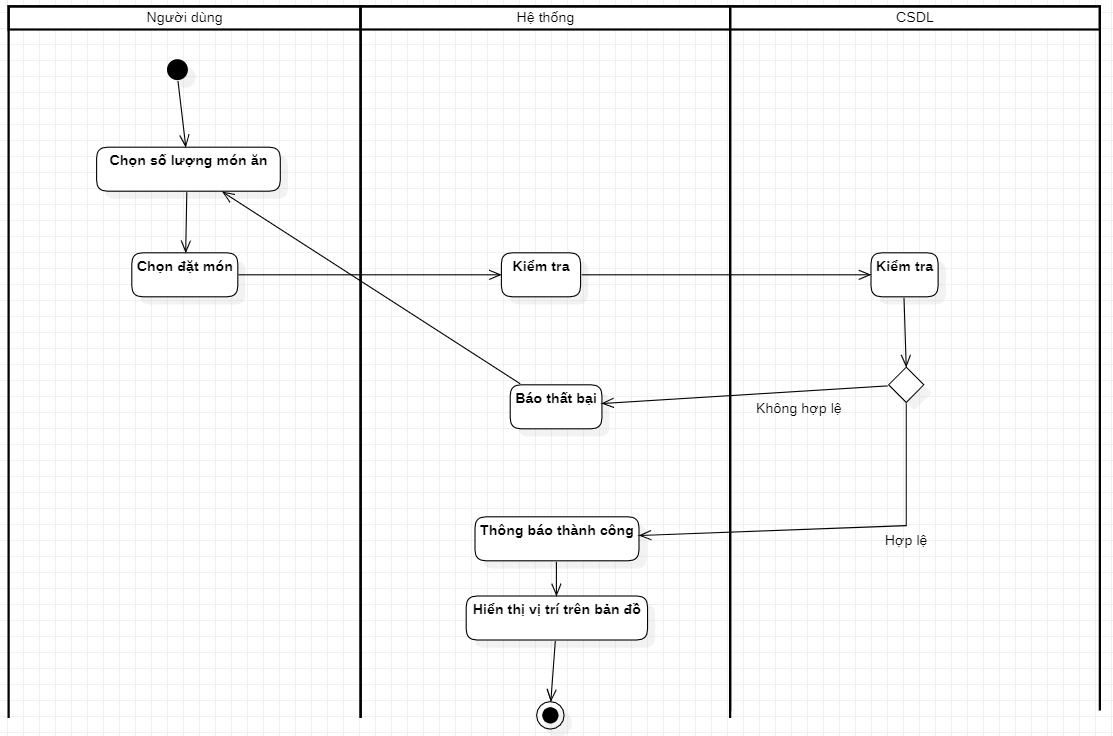 Người dùng
Hệ thống
CSDL
Chọn số lượng món ăn
Chọn đặt món
Kiểm tra
Kiểm tra
Báo thất bại
Không hợp lệ
Thông báo thành công
Hợp lệ
Hiển thị vị trí trên bản đồ